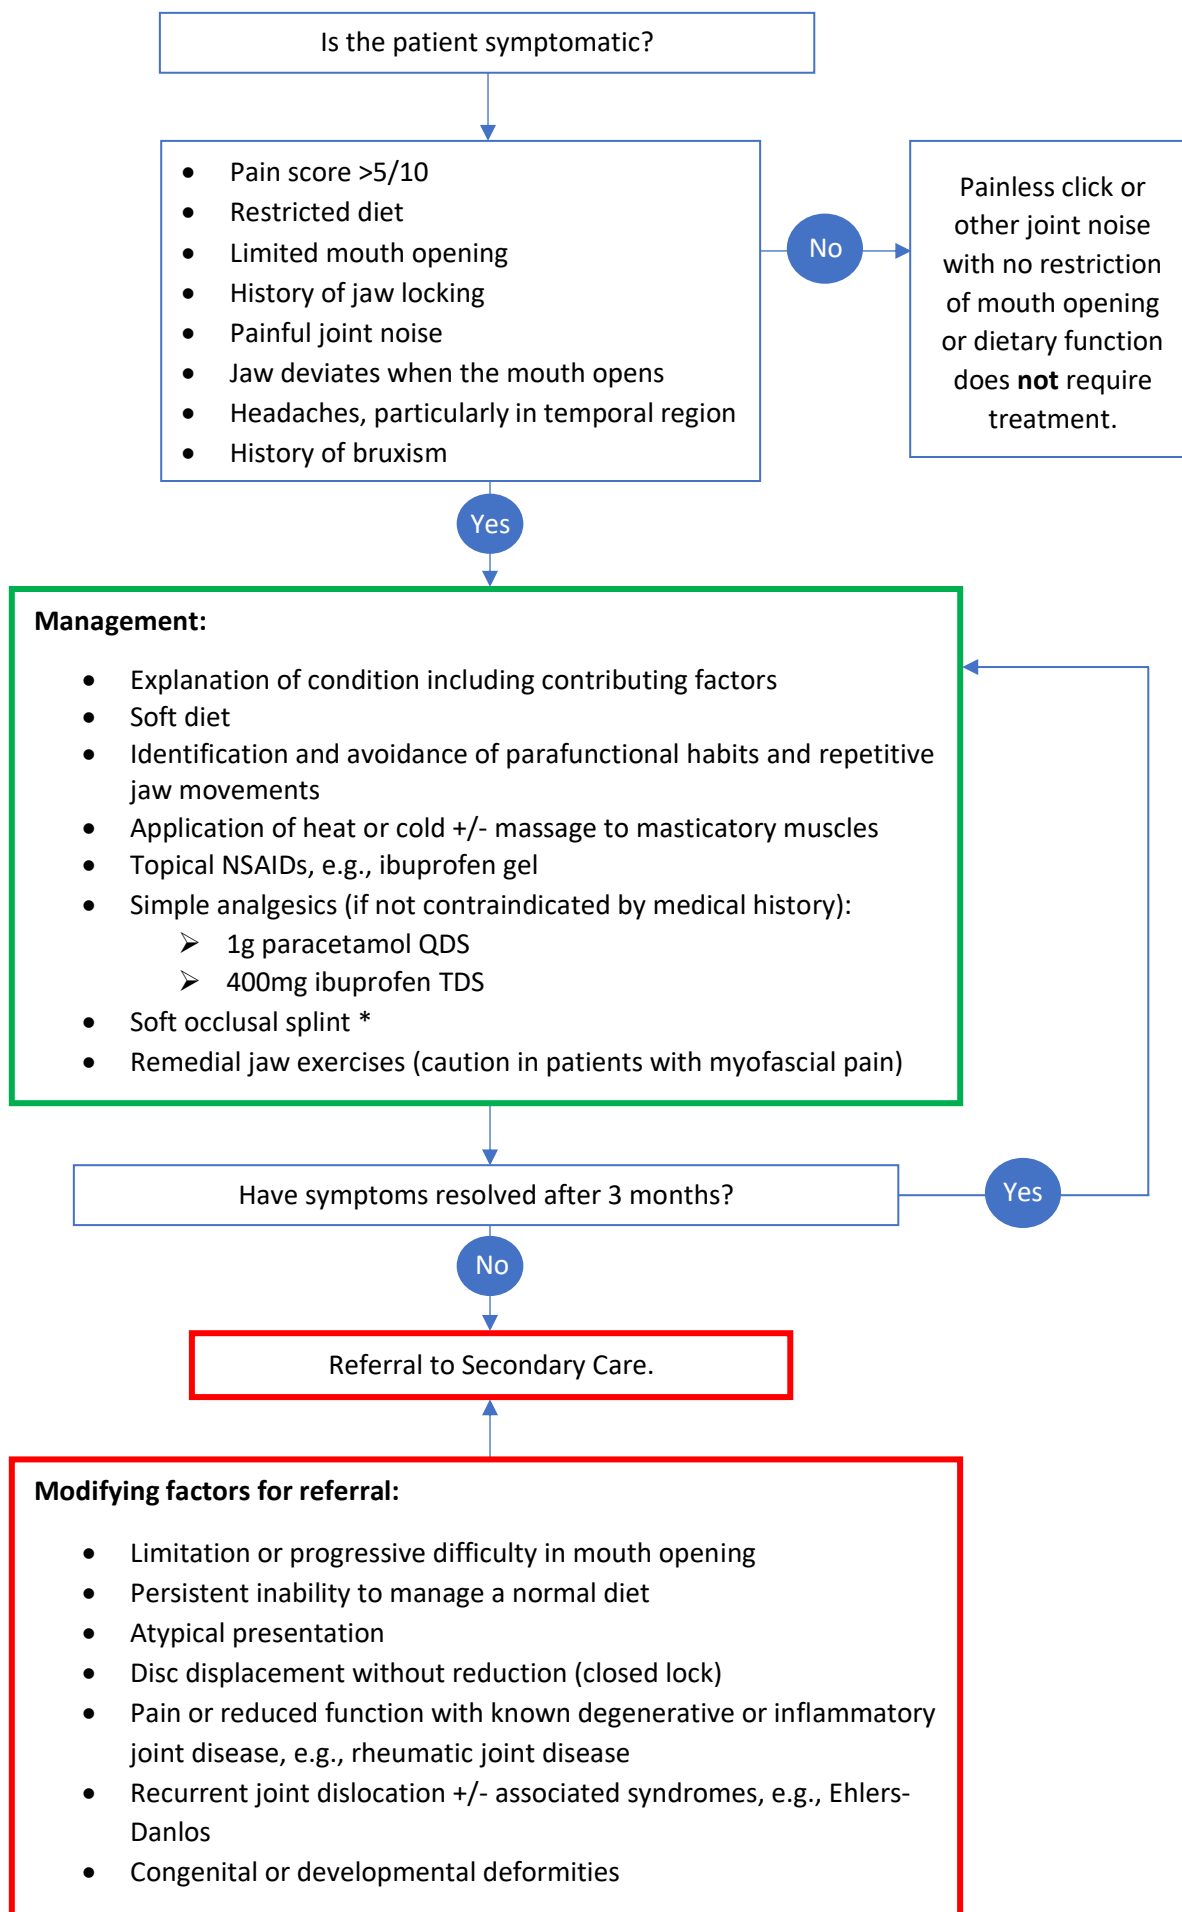 Is the patient symptomatic?
• Pain score >5/10
• Restricted diet
• Limited mouth opening
• History of jaw locking
• Painful joint noise
• Jaw deviates when the mouth opens
• Headaches, particularly in temporal region
• History of bruxism
No
Painless click or
other joint noise
with no restriction
of mouth opening
or dietary function
does not require
treatment.
Yes
Management:
• Explanation of condition including contributing factors
• Soft diet
• Identification and avoidance of parafunctional habits and repetitive
jaw movements
• Application of heat or cold +/- massage to masticatory muscles
• Topical NSAIDs, e.g., ibuprofen gel
• Simple analgesics (if not contraindicated by medical history):
➢ 1g paracetamol QDS
➢ 400mg ibuprofen TDS
• Soft occlusal splint *
• Remedial jaw exercises (caution in patients with myofascial pain)
Have symptoms resolved after 3 months?
Yes
No
Referral to Secondary Care.
Modifying factors for referral:
• Limitation or progressive difficulty in mouth opening
• Persistent inability to manage a normal diet
• Atypical presentation
• Disc displacement without reduction (closed lock)
• Pain or reduced function with known degenerative or inflammatory
joint disease, e.g., rheumatic joint disease
• Recurrent joint dislocation +/- associated syndromes, e.g., Ehlers-
Danlos
• Congenital or developmental deformities